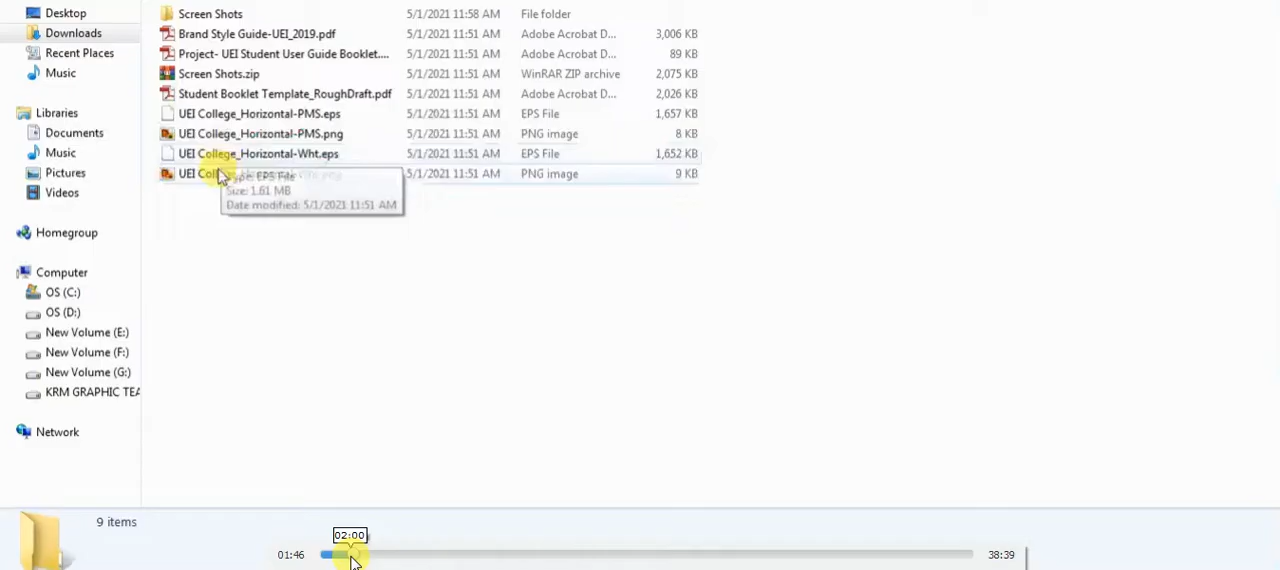 Desktop
Downloads
Recent Places
Music
Libraries
Documents
Music
Pictures
Videos
Homegroup
Computer
OS (C:)
OS (D:)
New Volume (E:)
New Volume (F:)
New Volume (G:)
KRM GRAPHIC TEA
Network
Screen Shots 5/1/2021 11:58 AM File folder
Brand Style Guide-UEI_2019.pdf 5/1/2021 11:51 AM Adobe Acrobat D... 3,006 KB
Project- UEI Student User Guide Booklet.... 5/1/2021 11:51 AM Adobe Acrobat D... 89 KB
Screen Shots.zip 5/1/2021 11:51 AM WinRAR ZIP archive 2,075 KB
Student Booklet Template_RoughDraft.pdf 5/1/2021 11:51 AM Adobe Acrobat D... 2,026 KB
UEI College_Horizontal-PMS.eps 5/1/2021 11:51 AM EPS File 1,657 KB
UEI College_Horizontal-PMS.png 5/1/2021 11:51 AM PNG image 8 KB
UEI College_Horizontal-Wht.eps 5/1/2021 11:51 AM EPS File 1,652 KB
UEI 5/1/2021 11:51 AM PNG image 9 KB
Type: EPS File
Size: 1.61 MB
Date modified: 5/1/2021 11:51 AM
9 items
02:00
01:46 38:39